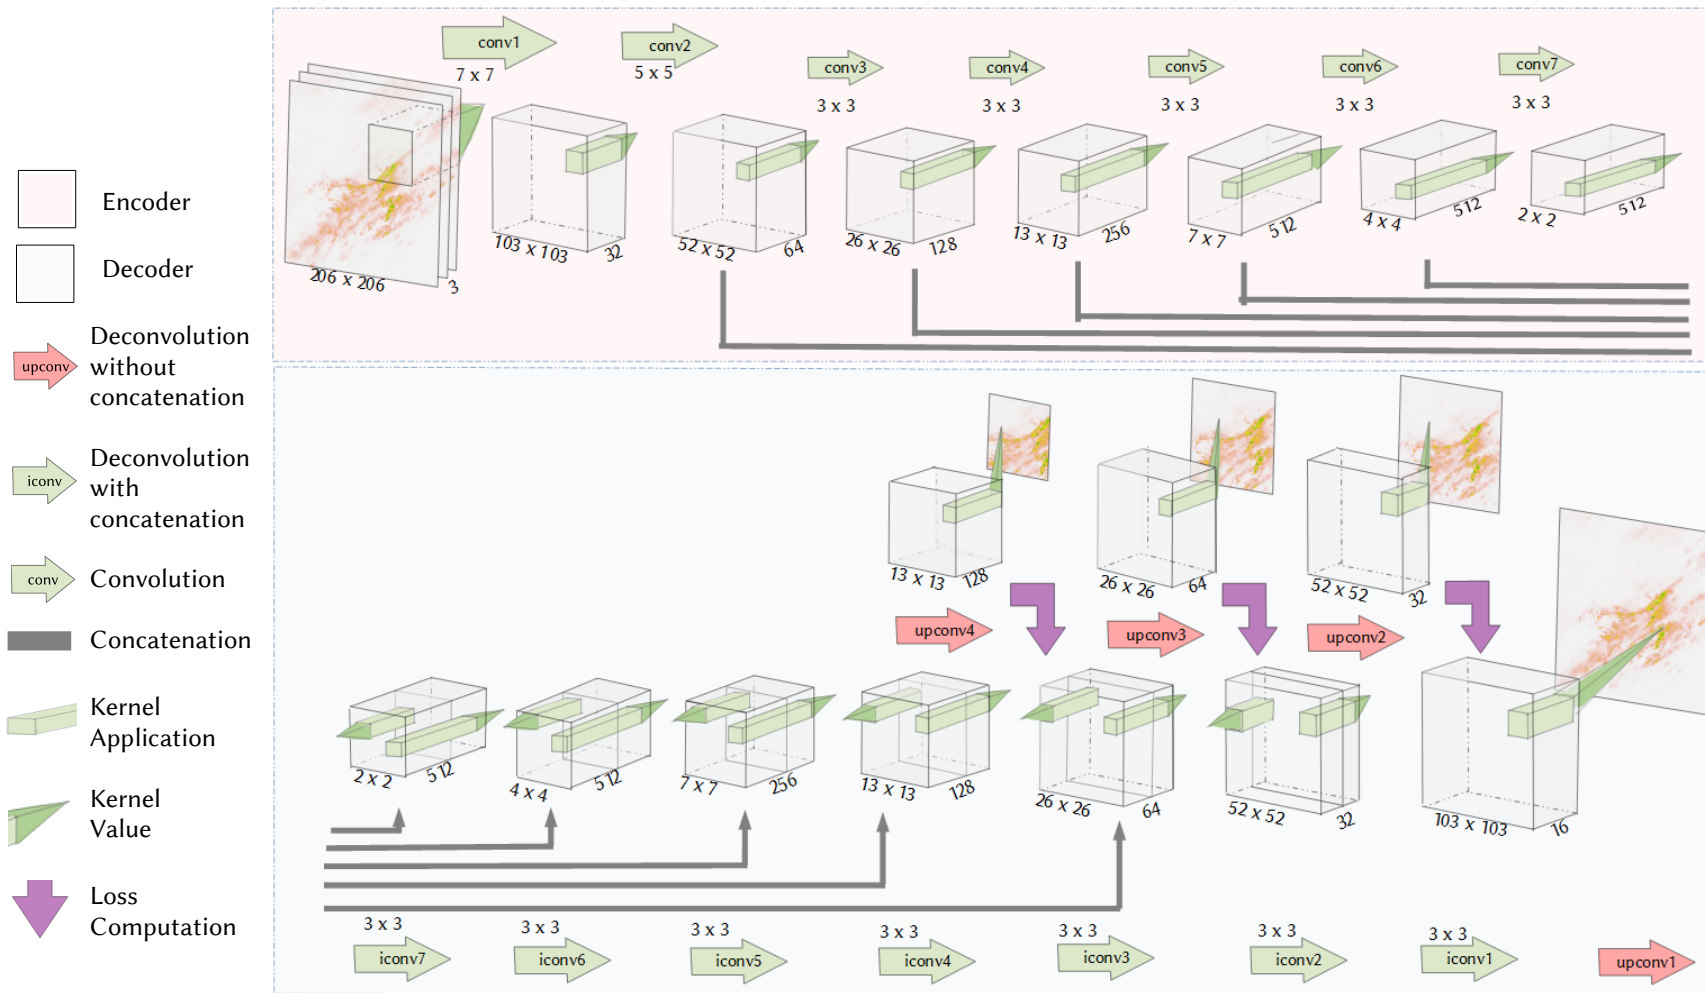 conv1
conv2
conv3
conv4
conv5
conv6
conv7
7 x 7
5 x 5
3 x 3
3 x 3
3 x 3
3 x 3
3 x 3
206 x 206
3
103 x 103
32
52 x 52
64
26 x 26
128
13 x 13
256
7 x 7
512
4 x 4
512
2 x 2
512
Encoder
Decoder
upconv
Deconvolution
without
concatenation
iconv
Deconvolution
with
concatenation
conv
Convolution
Concatenation
Kernel
Application
Kernel
Value
Loss
Computation
13 x 13
128
26 x 26
64
52 x 52
32
upconv4
upconv3
upconv2
2 x 2
512
4 x 4
512
7 x 7
256
13 x 13
128
26 x 26
64
52 x 52
32
103 x 103
16
3 x 3
3 x 3
3 x 3
3 x 3
3 x 3
3 x 3
3 x 3
iconv7
iconv6
iconv5
iconv4
iconv3
iconv2
iconv1
upconv1